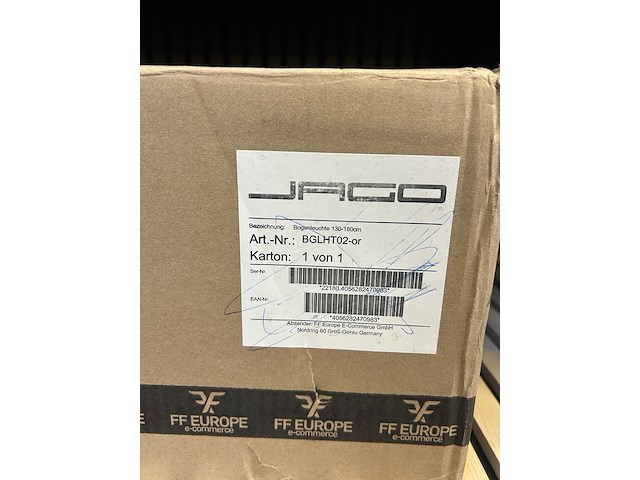 JAGO
Bezeichnung: Bogenleuchte 130-180cm
Art.-Nr.: BGLHT02-or
Karton: 1 von 1
Ser-Nr.
*22180.4056282470983*
EAN-Nr.
*4056282470983*
Absender: FF Europe E-Commerce GmbH
Nordring 80 Groß-Gerau Germany
FF EUROPE
e-commerce
FF EUROPE
e-commerce
FF EUROPE
e-commerce